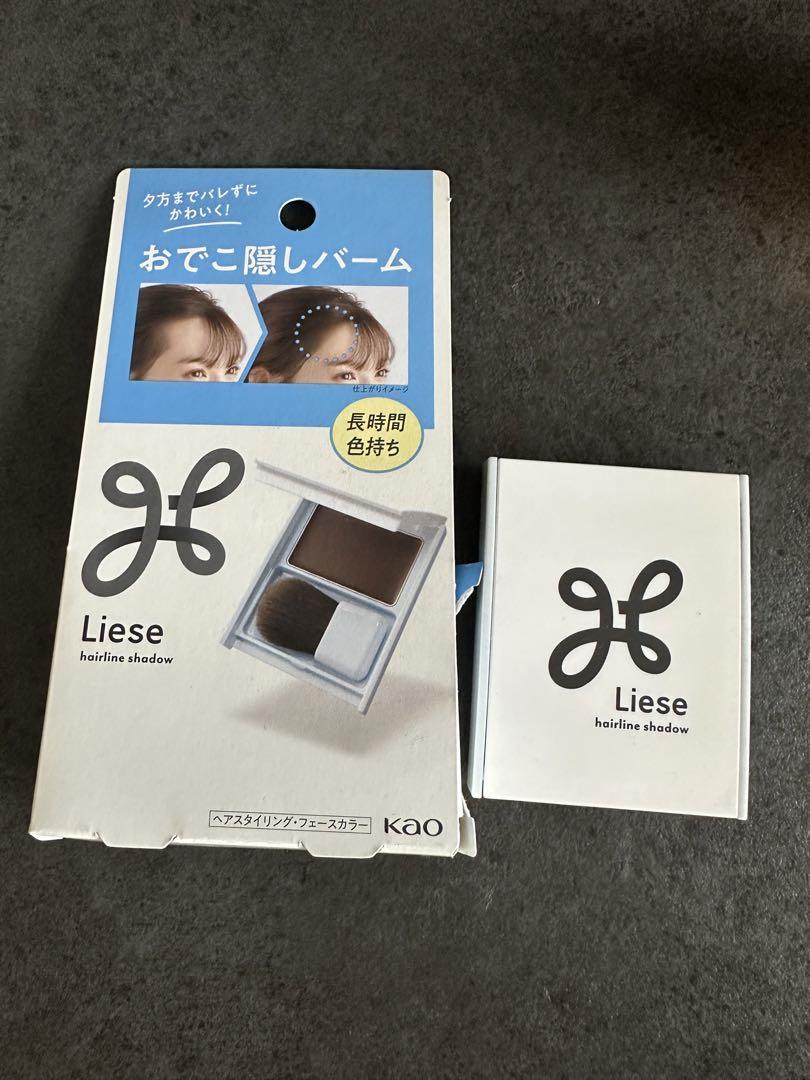 夕方までバレずに
かわいく!
おでこ隠しバーム
仕上がりイメージ
長時間
色持ち
Liese
hairline shadow
ヘアスタイリング・フェースカラー
Kao
Liese
hairline shadow